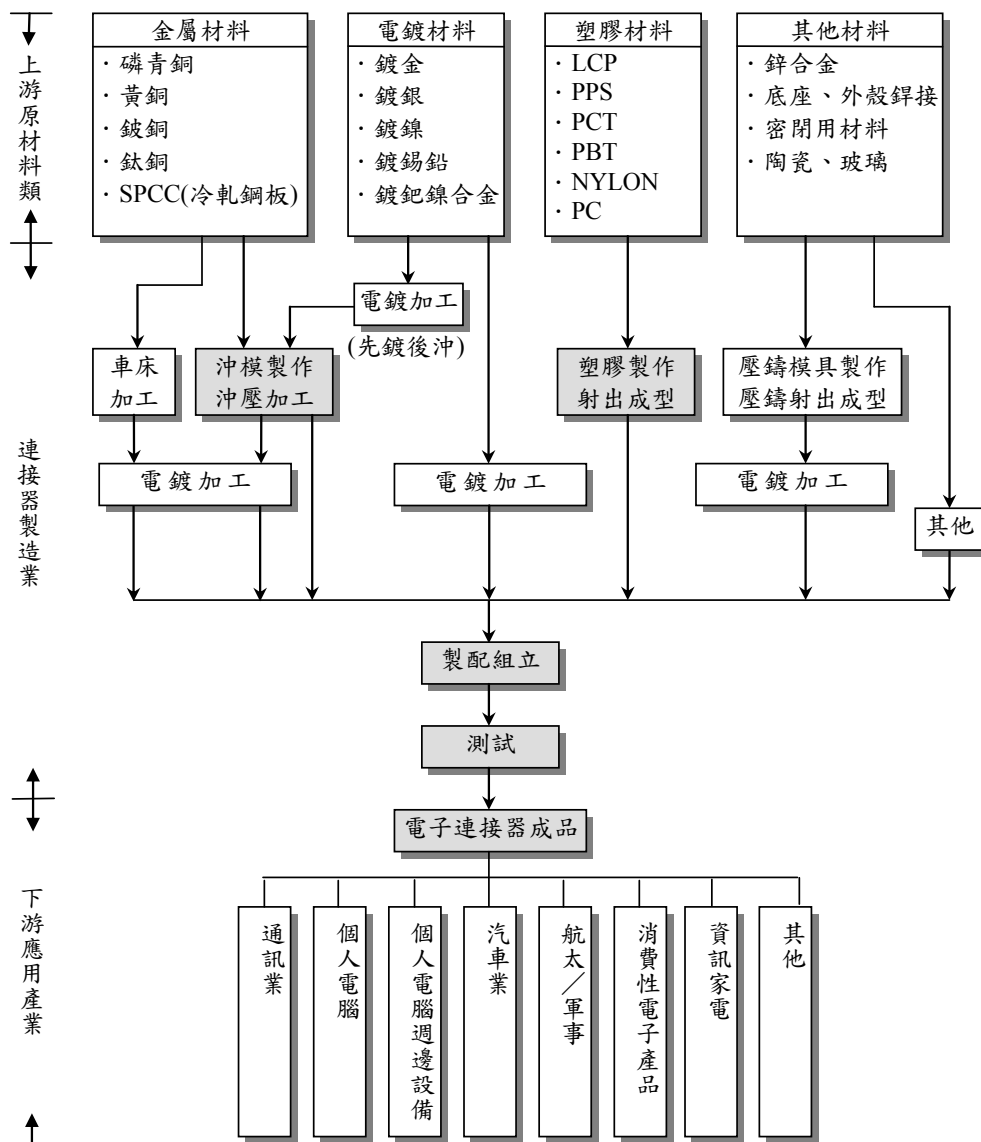 上游原材料類
金屬材料
・磷青銅
・黃銅
・鈹銅
・鈦銅
・SPCC(冷軋鋼板)
電鍍材料
・鍍金
・鍍銀
・鍍鎳
・鍍錫鉛
・鍍鈀鎳合金
塑膠材料
・LCP
・PPS
・PCT
・PBT
・NYLON
・PC
其他材料
・鋅合金
・底座、外殼銲接
・密閉用材料
・陶瓷、玻璃
連接器製造業
電鍍加工
(先鍍後沖)
車床
加工
沖模製作
沖壓加工
塑膠製作
射出成型
壓鑄模具製作
壓鑄射出成型
電鍍加工
電鍍加工
電鍍加工
其他
製配組立
測試
電子連接器成品
下游應用產業
通訊業
個人電腦
個人電腦週邊設備
汽車業
航太／軍事
消費性電子產品
資訊家電
其他